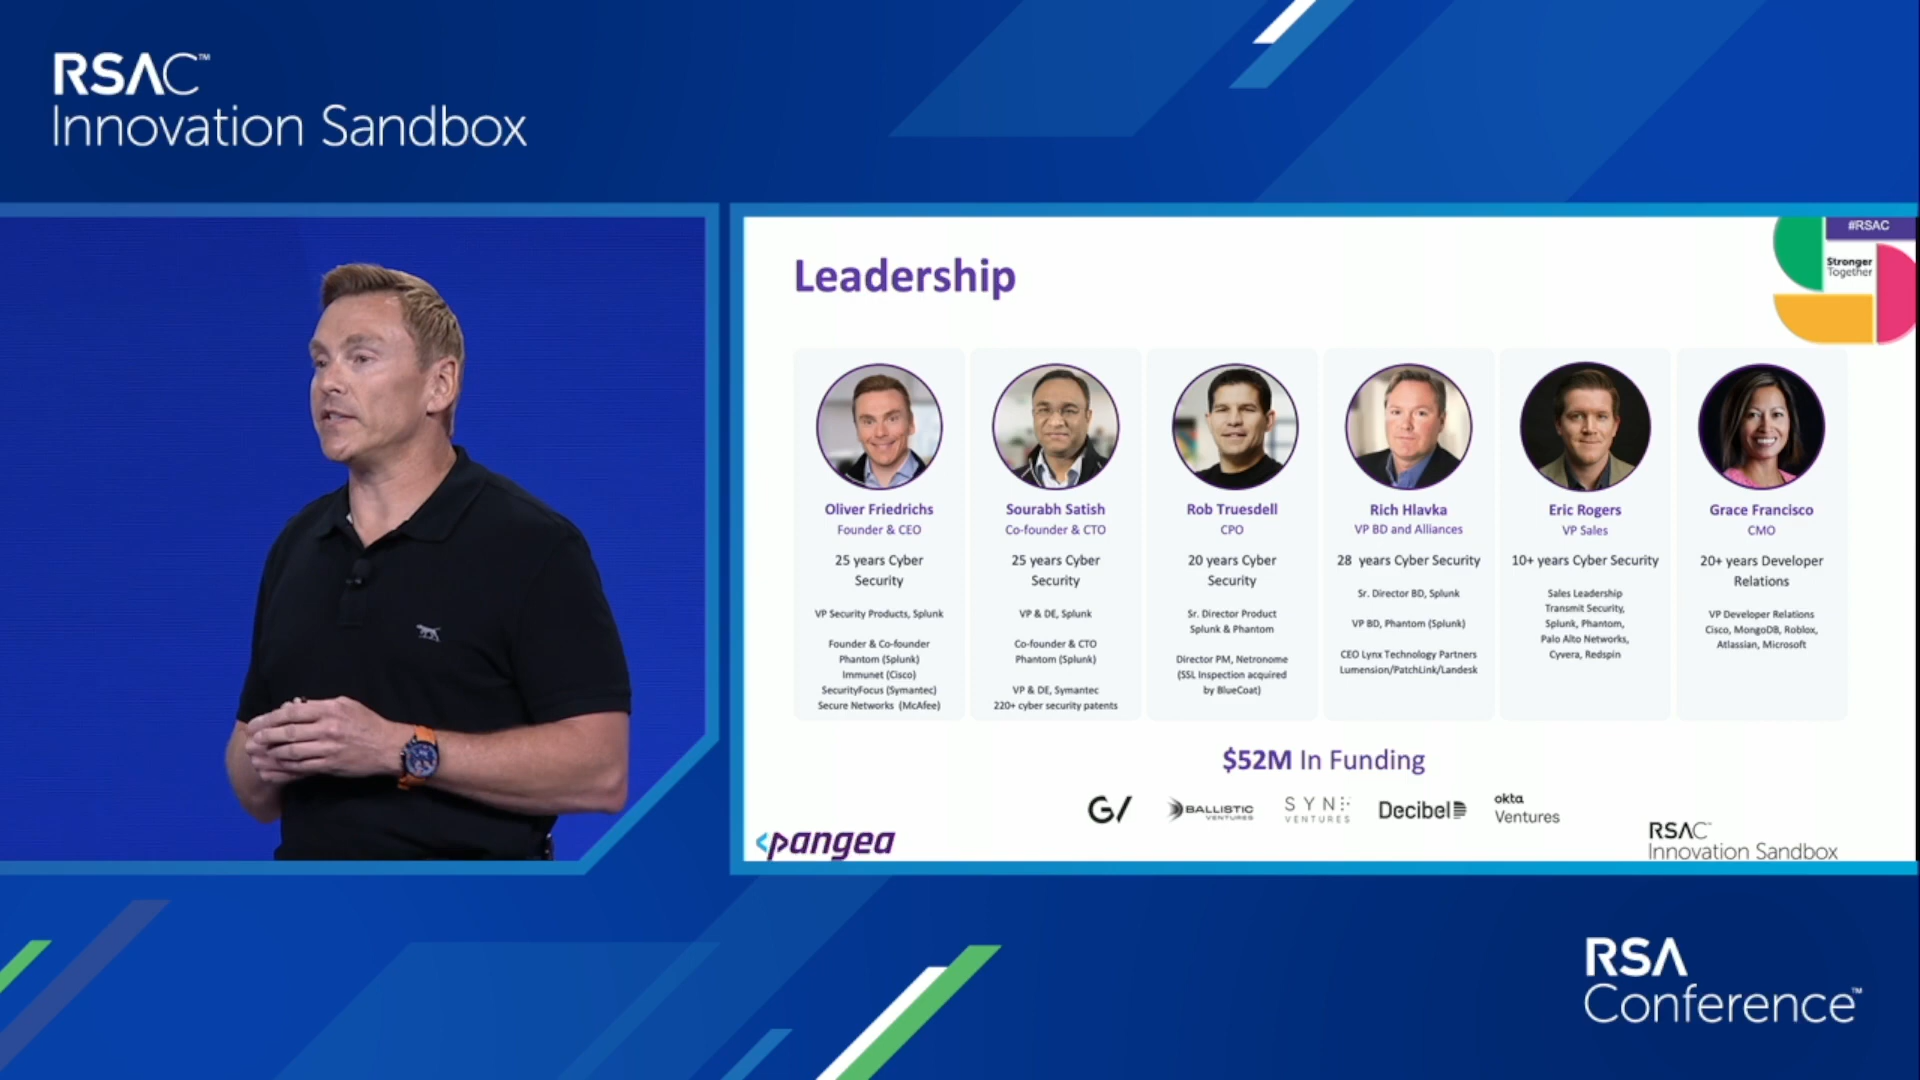 RSAC™
Innovation Sandbox
#RSAC
Stronger
Together
Leadership
Oliver Friedrichs
Founder & CEO
25 years Cyber
Security
VP Security Products, Splunk
Founder & Co-founder
Phantom (Splunk)
Immunet (Cisco)
SecurityFocus (Symantec)
Secure Networks (McAfee)
Sourabh Satish
Co-founder & CTO
25 years Cyber
Security
VP & DE, Splunk
Co-founder & CTO
Phantom (Splunk)
VP & DE, Symantec
220+ cyber security patents
Rob Truesdell
CPO
20 years Cyber
Security
Sr. Director Product
Splunk & Phantom
Director PM, Netronome
(SSL Inspection acquired
by BlueCoat)
Rich Hlavka
VP BD and Alliances
28 years Cyber Security
Sr. Director BD, Splunk
VP BD, Phantom (Splunk)
CEO Lynx Technology Partners
Lumension/PatchLink/Landesk
Eric Rogers
VP Sales
10+ years Cyber Security
Sales Leadership
Transmit Security,
Splunk, Phantom,
Palo Alto Networks,
Cyvera, Redspin
Grace Francisco
CMO
20+ years Developer
Relations
VP Developer Relations
Cisco, MongoDB, Roblox,
Atlassian, Microsoft
$52M In Funding
G/
BALLISTIC
VENTURES
SYN
VENTURES
Decibel
okta
Ventures
pangea
RSAC™
Innovation Sandbox
RSA
Conference™